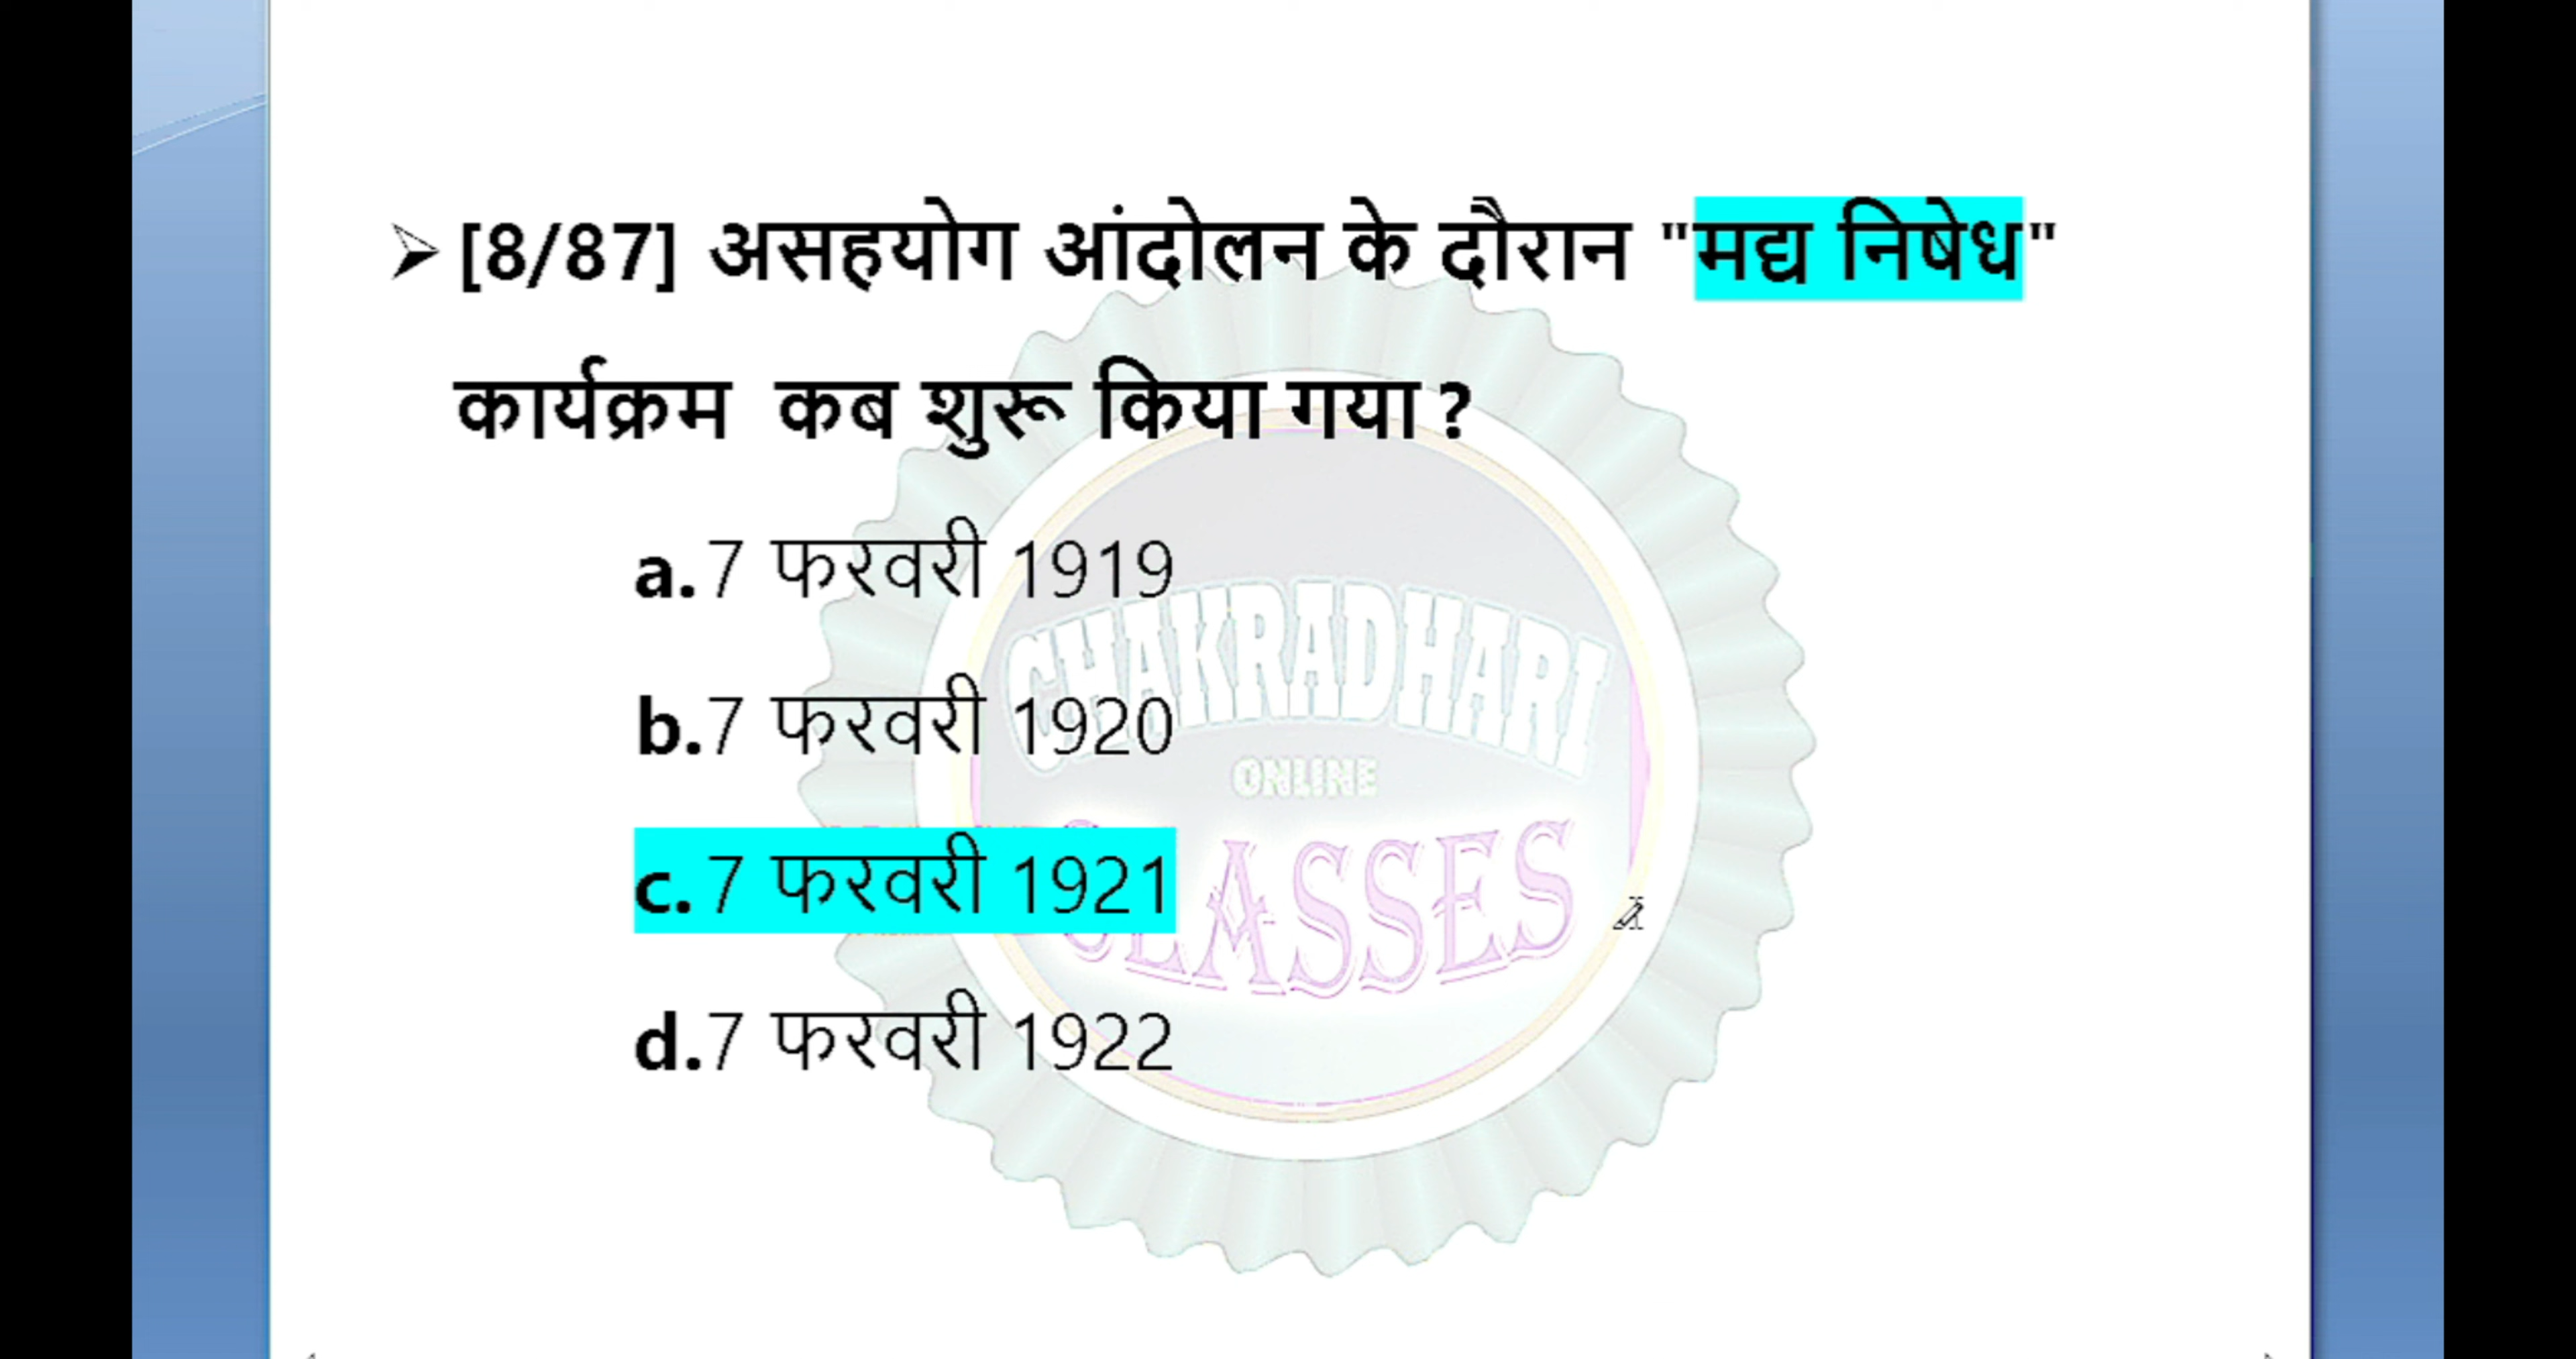 ➢ [8/87] असहयोग आंदोलन के दौरान "मद्य निषेध"
कार्यक्रम कब शुरू किया गया?
a. 7 फरवरी 1919
b. 7 फरवरी 1920
c. 7 फरवरी 1921
d. 7 फरवरी 1922
CHAKRADHARI
ONLINE
CLASSES